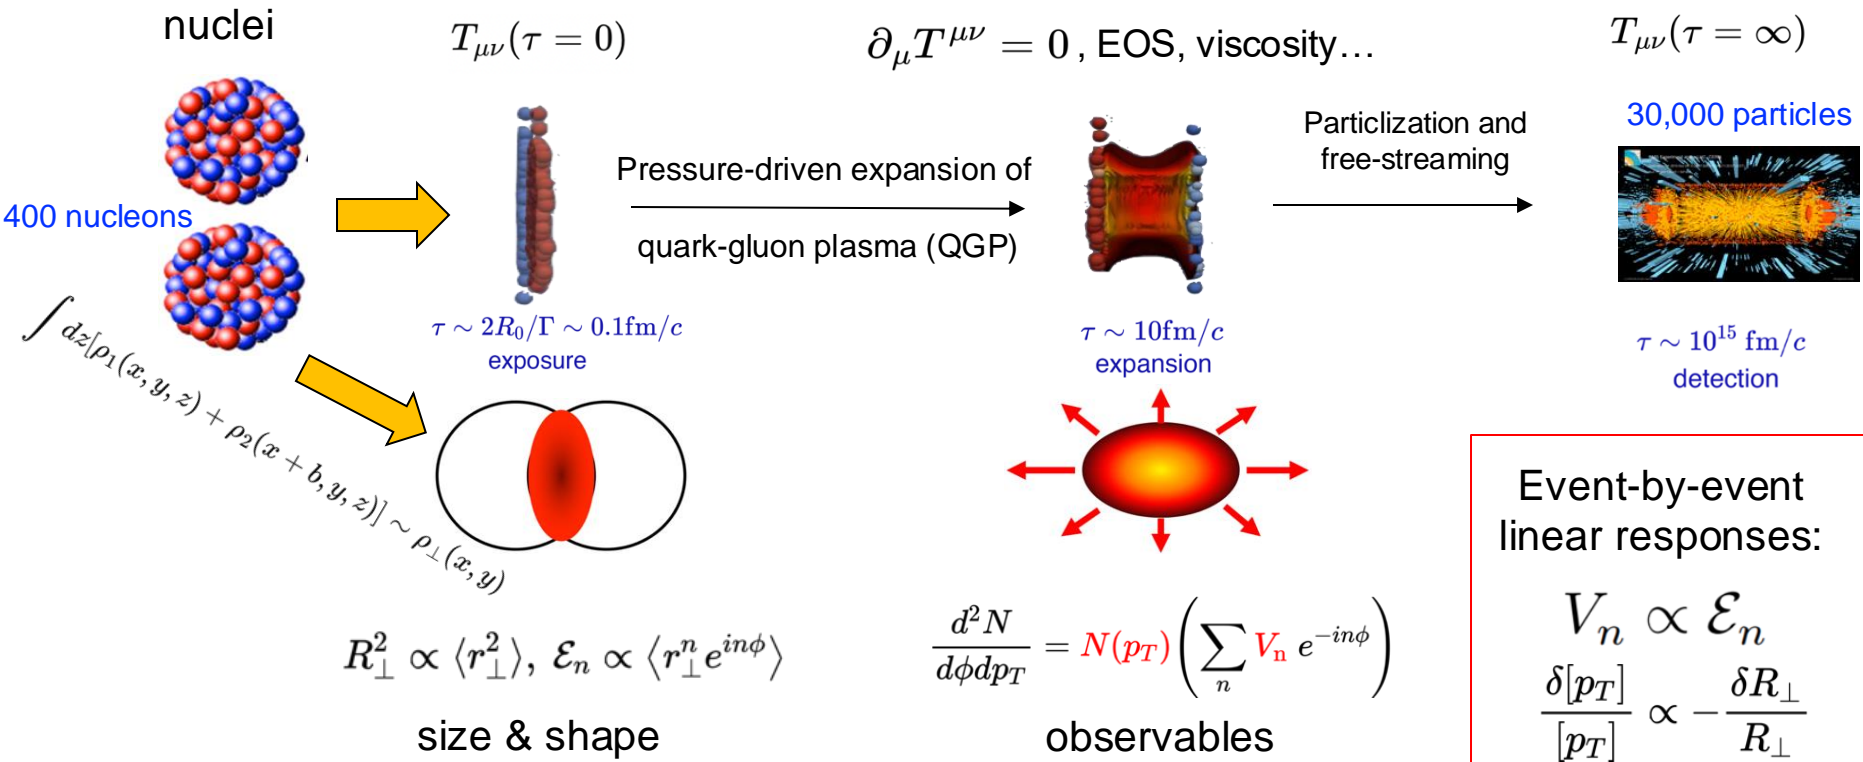 nuclei
T_{μν}(τ = 0)
∂_μ T^{μν} = 0 , EOS, viscosity…
T_{μν}(τ = ∞)
400 nucleons
Pressure-driven expansion of
quark-gluon plasma (QGP)
Particlization and
free-streaming
30,000 particles
τ ∼ 2R_0/Γ ∼ 0.1fm/c
exposure
τ ∼ 10fm/c
expansion
τ ∼ 10^{15} fm/c
detection
∫ dz[ρ_1(x, y, z) + ρ_2(x + b, y, z)] ∼ ρ_⊥(x, y)
R_⊥^2 ∝ ⟨r_⊥^2⟩, ℰ_n ∝ ⟨r_⊥^n e^{inϕ}⟩
size & shape
\frac{d^2N}{dϕdp_T} = N(p_T) ( ∑_n V_n e^{-inϕ} )
observables
Event-by-event
linear responses:
V_n ∝ ℰ_n
\frac{δ[p_T]}{[p_T]} ∝ − \frac{δR_⊥}{R_⊥}